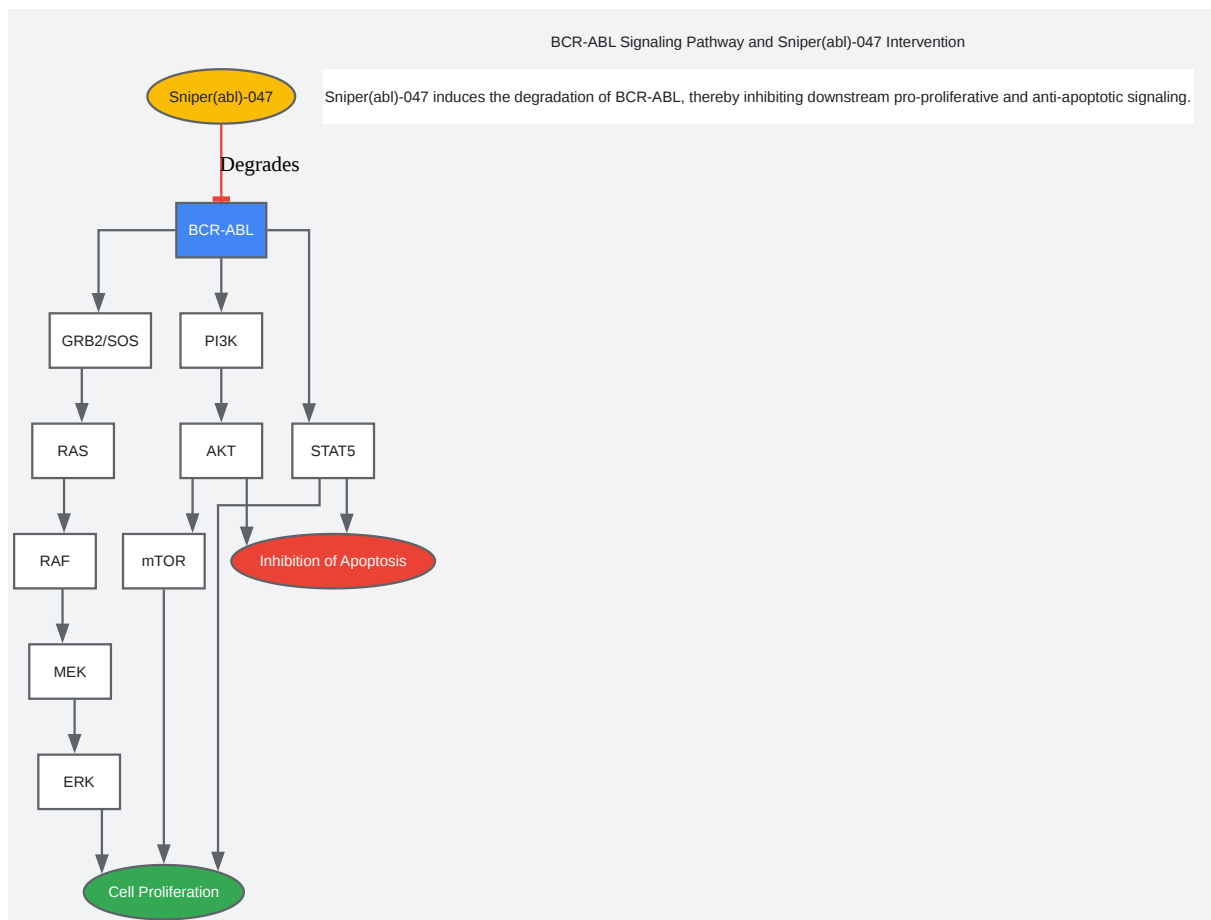 BCR-ABL Signaling Pathway and Sniper(abl)-047 Intervention
Sniper(abl)-047
Sniper(abl)-047 induces the degradation of BCR-ABL, thereby inhibiting downstream pro-proliferative and anti-apoptotic signaling.
Degrades
BCR-ABL
GRB2/SOS
PI3K
RAS
AKT
STAT5
RAF
mTOR
Inhibition of Apoptosis
MEK
ERK
Cell Proliferation